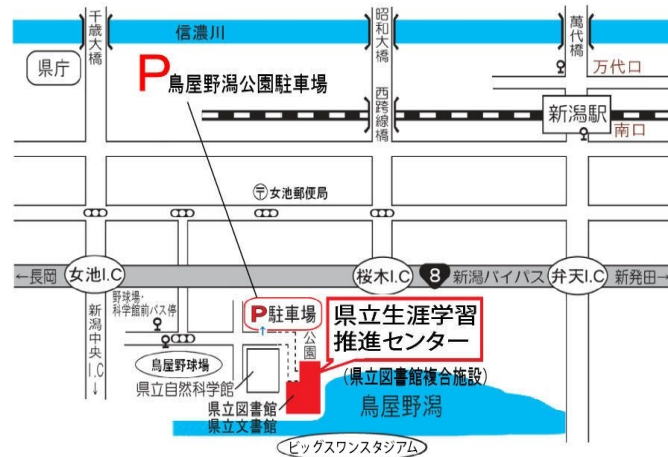 千歳大橋
信濃川
昭和大橋
萬代橋
県庁
P鳥屋野潟公園駐車場
万代口
西跨線橋
新潟駅
南口
〒女池郵便局
←長岡
女池I.C
桜木I.C
8
新潟バイパス
弁天I.C
新発田→
野球場・
科学館前バス停
新潟中央I.C→
P駐車場
公園
県立生涯学習
推進センター
鳥屋野球場
(県立図書館複合施設)
県立自然科学館
鳥屋野潟
県立図書館
県立文書館
ビッグスワンスタジアム